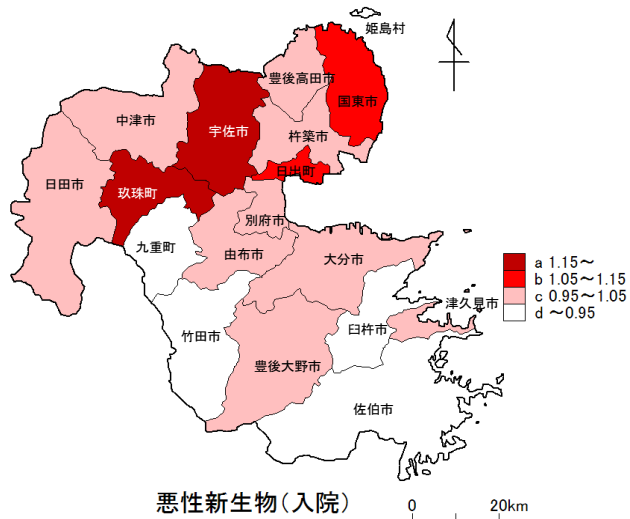 姫島村
豊後高田市
国東市
中津市
宇佐市
杵築市
日出町
日田市
玖珠町
別府市
九重町
由布市
大分市
a 1.15～
b 1.05～1.15
c 0.95～1.05
d ～0.95
津久見市
竹田市
臼杵市
豊後大野市
佐伯市
悪性新生物(入院)
0 20km